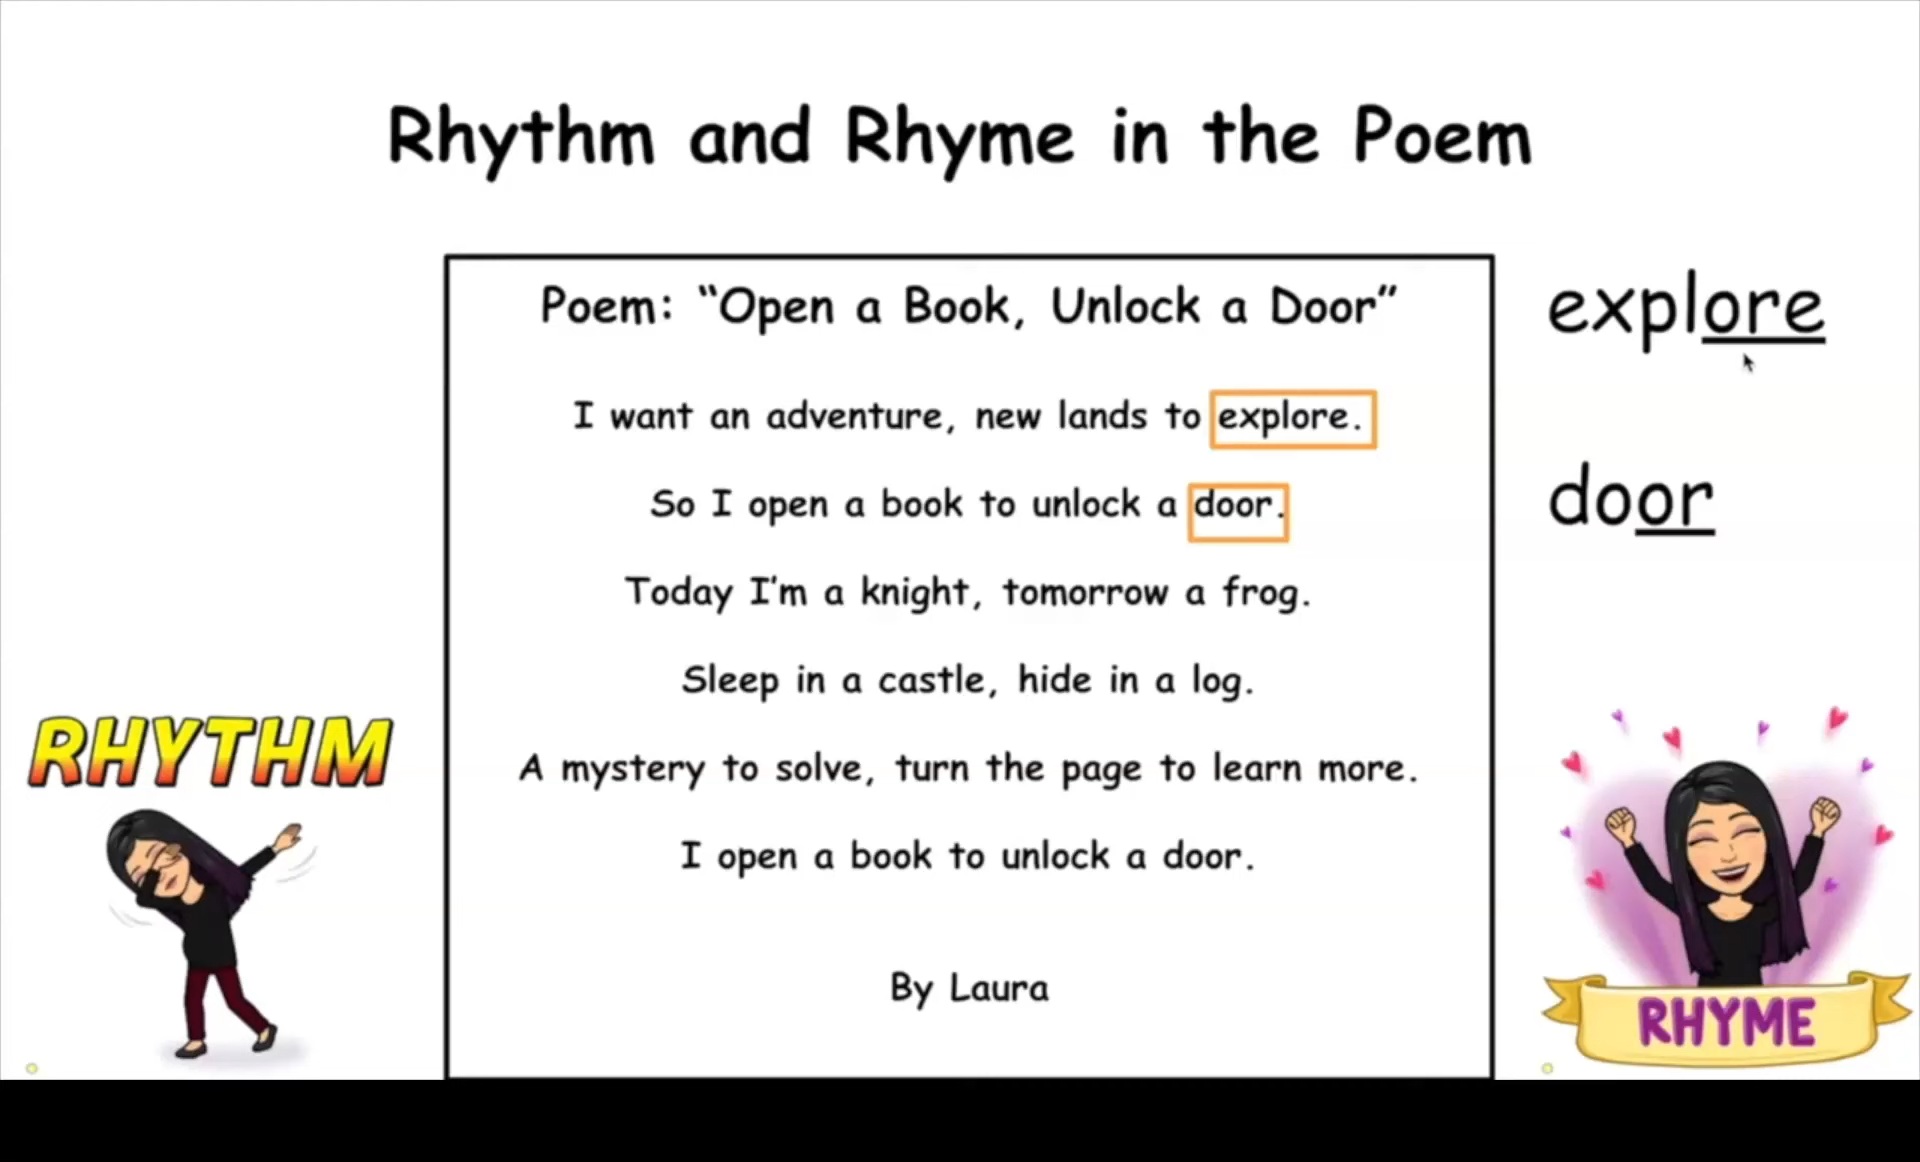 Rhythm and Rhyme in the Poem
Poem: “Open a Book, Unlock a Door”
I want an adventure, new lands to explore.
So I open a book to unlock a door.
Today I'm a knight, tomorrow a frog.
Sleep in a castle, hide in a log.
A mystery to solve, turn the page to learn more.
I open a book to unlock a door.
By Laura
explore
door
RHYTHM
RHYME